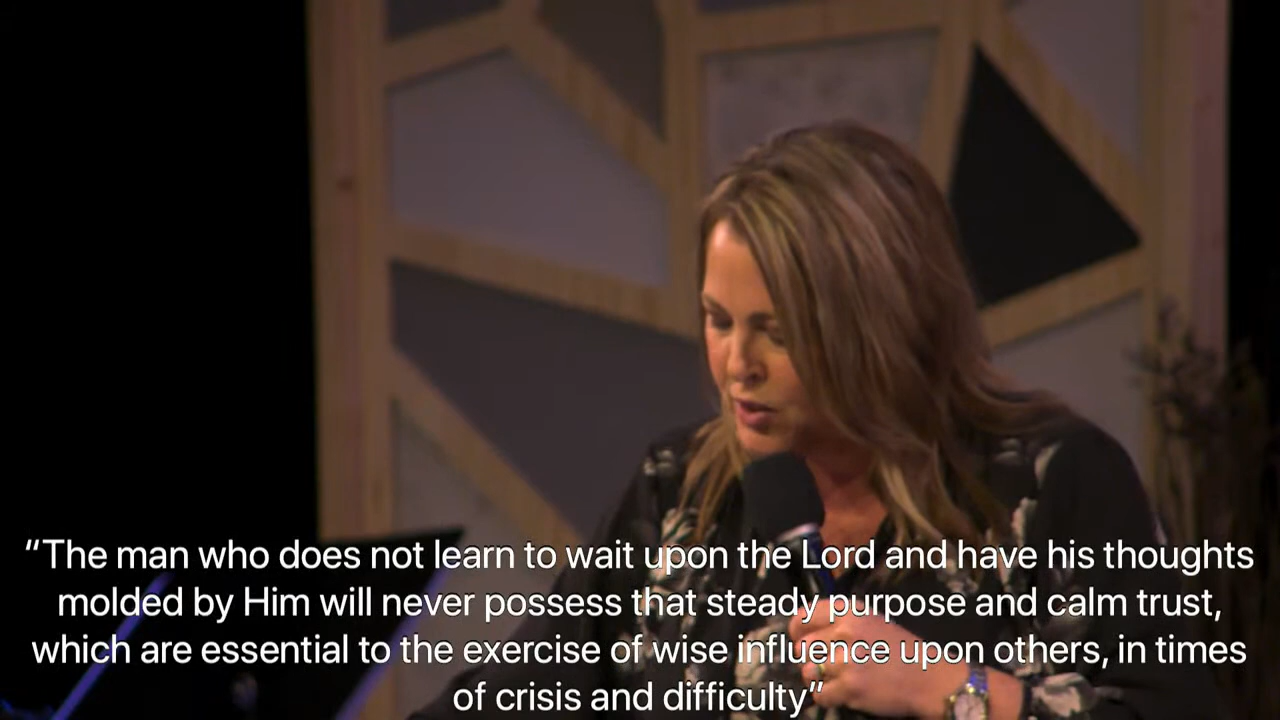 “The man who does not learn to wait upon the Lord and have his thoughts
molded by Him will never possess that steady purpose and calm trust,
which are essential to the exercise of wise influence upon others, in times
of crisis and difficulty”